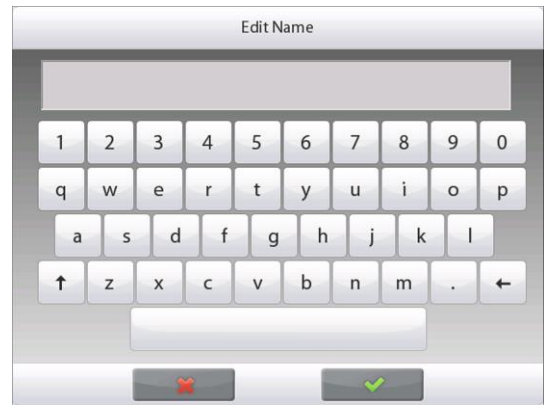 Edit Name
1 2 3 4 5 6 7 8 9 0
q w e r t y u i o p
a s d f g h j k l
↑ z x c v b n m . ←